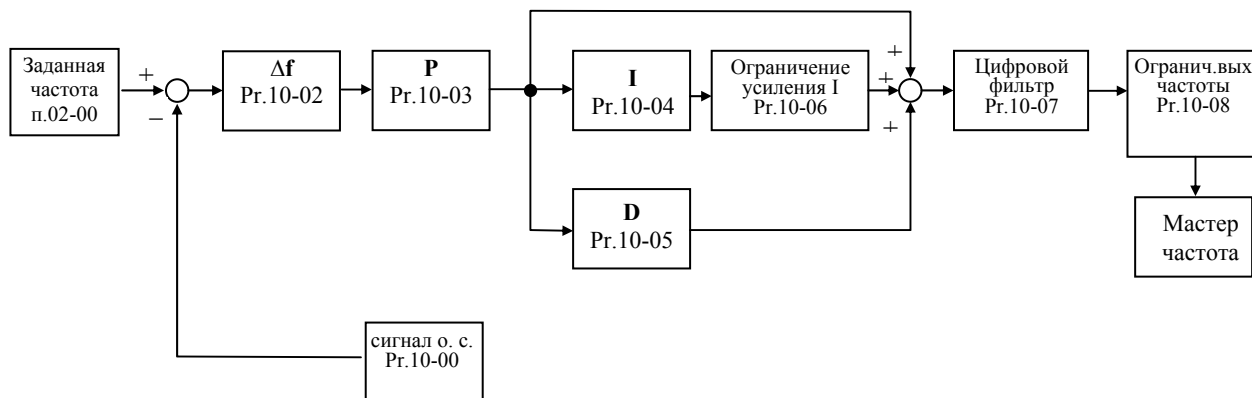 Заданная
частота
п.02-00
+
−
Δf
Pr.10-02
P
Pr.10-03
I
Pr.10-04
Ограничение
усиления I
Pr.10-06
D
Pr.10-05
+
+
+
Цифровой
фильтр
Pr.10-07
Огранич.вых
частоты
Pr.10-08
Мастер
частота
сигнал о. с.
Pr.10-00